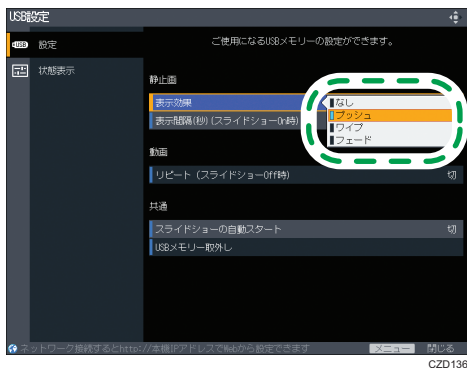 USB設定
設定
ご使用になるUSBメモリーの設定ができます。
状態表示
静止画
表示効果
なし
プッシュ
ワイプ
フェード
表示間隔(秒)(スライドショーOn時)
動画
リピート (スライドショーOff時) 切
共通
スライドショーの自動スタート 切
USBメモリー取外し
ネットワーク接続するとhttp://本機IPアドレスでWebから設定できます メニュー 閉じる
CZD136